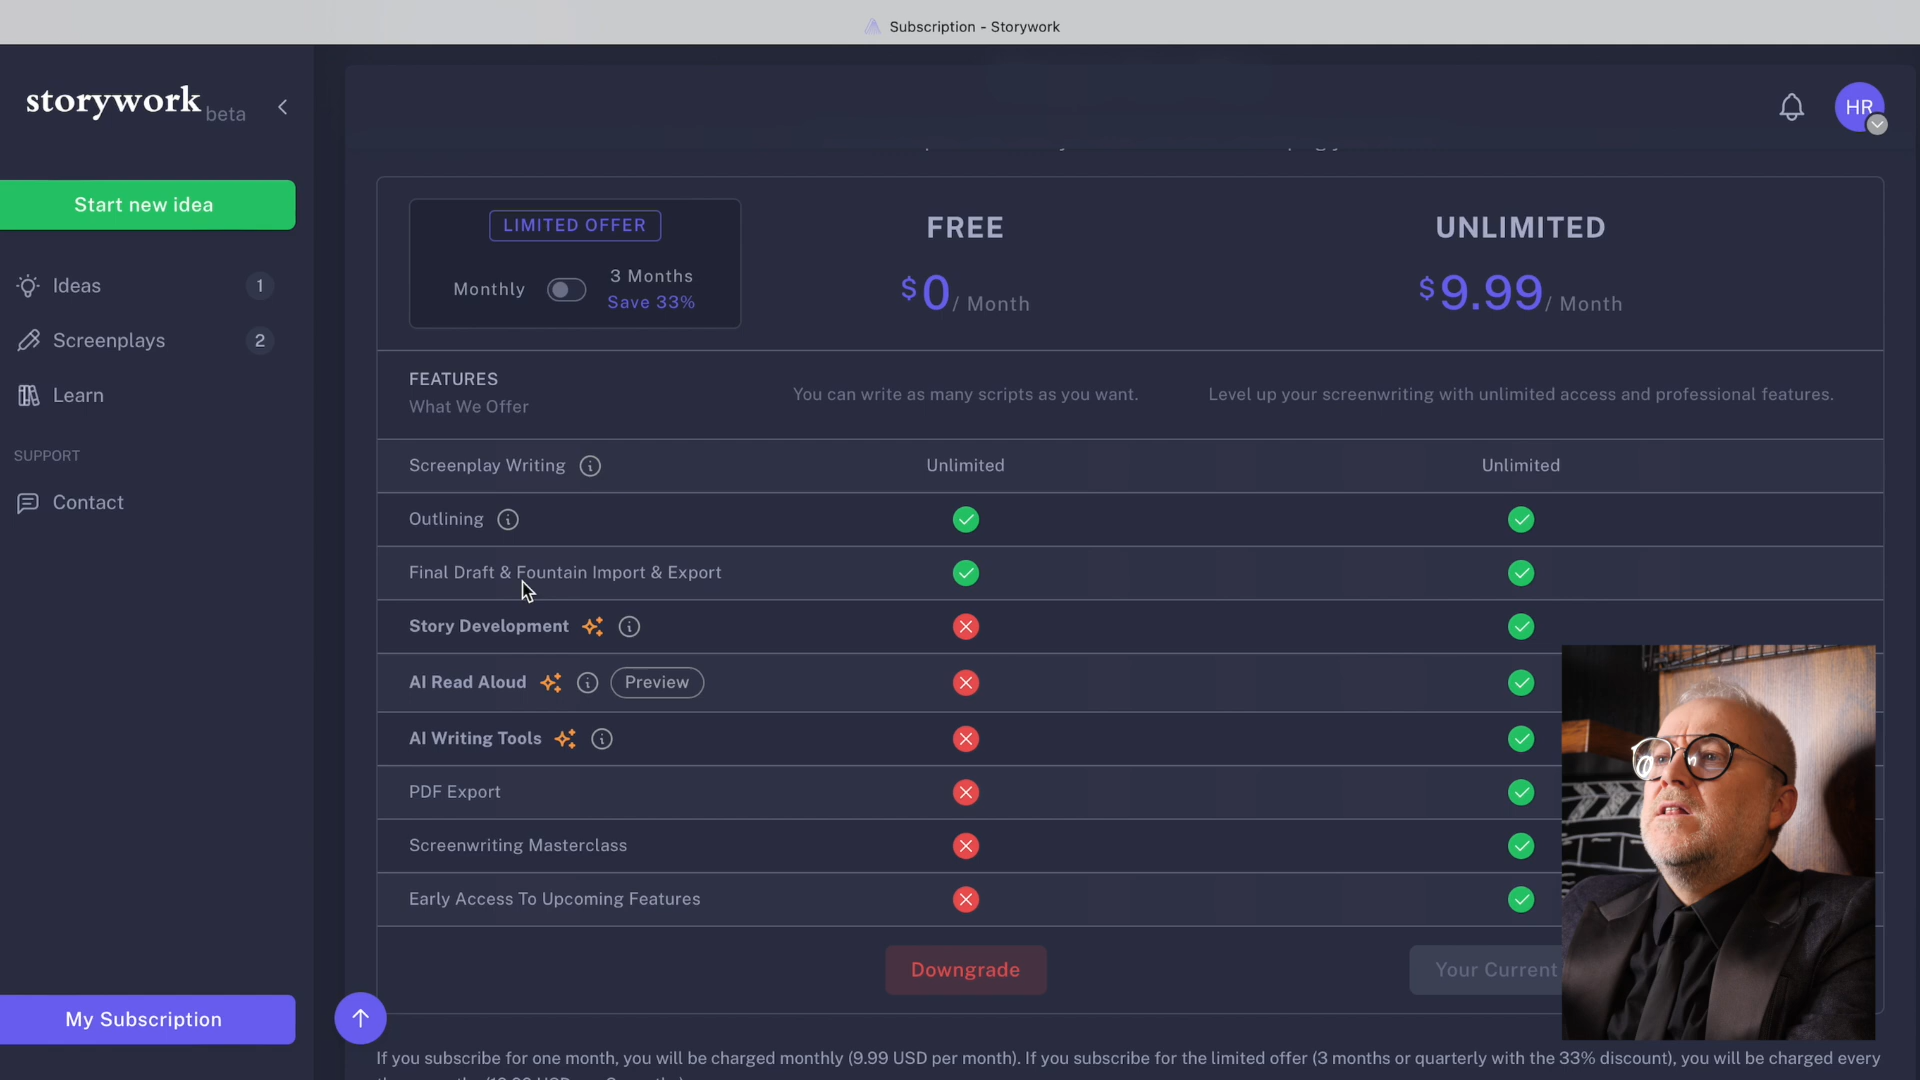 Subscription - Storywork
storywork beta
HR
Start new idea
Ideas 1
Screenplays 2
Learn
SUPPORT
Contact
My Subscription
LIMITED OFFER
Monthly
3 Months
Save 33%
FREE
$0/ Month
UNLIMITED
$9.99/ Month
FEATURES
What We Offer
You can write as many scripts as you want.
Level up your screenwriting with unlimited access and professional features.
Screenplay Writing Unlimited Unlimited
Outlining
Final Draft & Fountain Import & Export
Story Development
AI Read Aloud Preview
AI Writing Tools
PDF Export
Screenwriting Masterclass
Early Access To Upcoming Features
Downgrade
Your Current
If you subscribe for one month, you will be charged monthly (9.99 USD per month). If you subscribe for the limited offer (3 months or quarterly with the 33% discount), you will be charged every